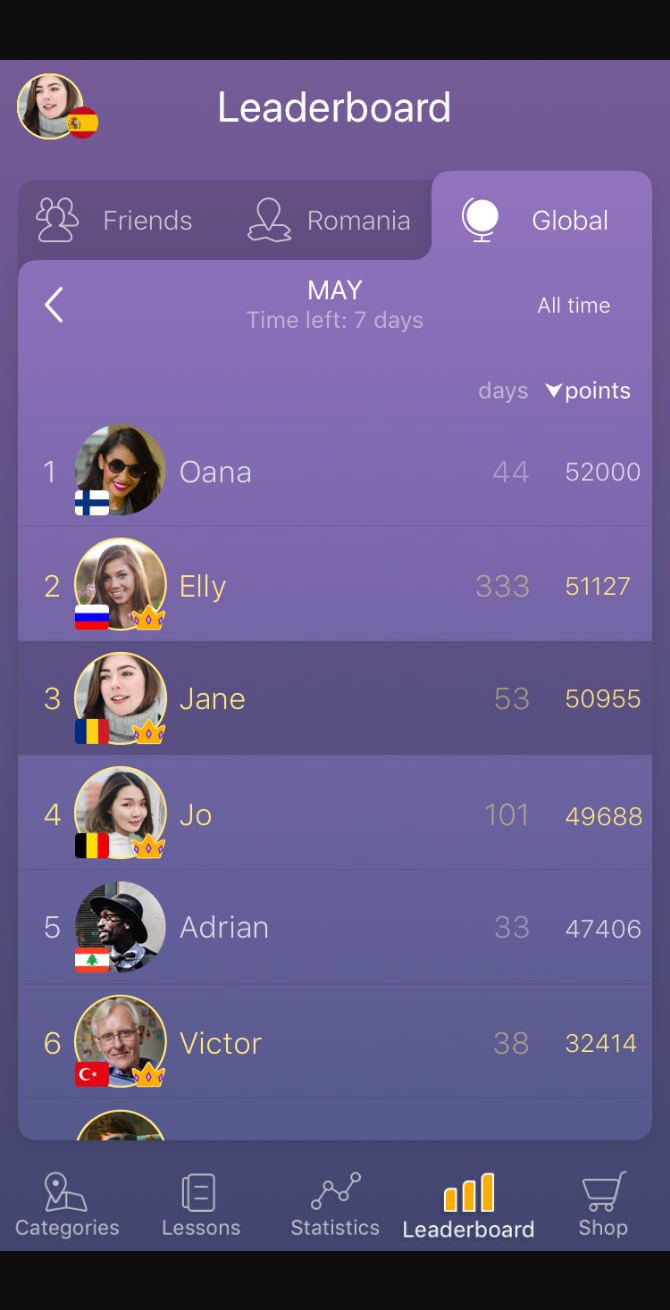 Leaderboard
Friends Romania Global
MAY
Time left: 7 days
All time
days points
1 Oana 44 52000
2 Elly 333 51127
3 Jane 53 50955
4 Jo 101 49688
5 Adrian 33 47406
6 Victor 38 32414
Categories Lessons Statistics Leaderboard Shop